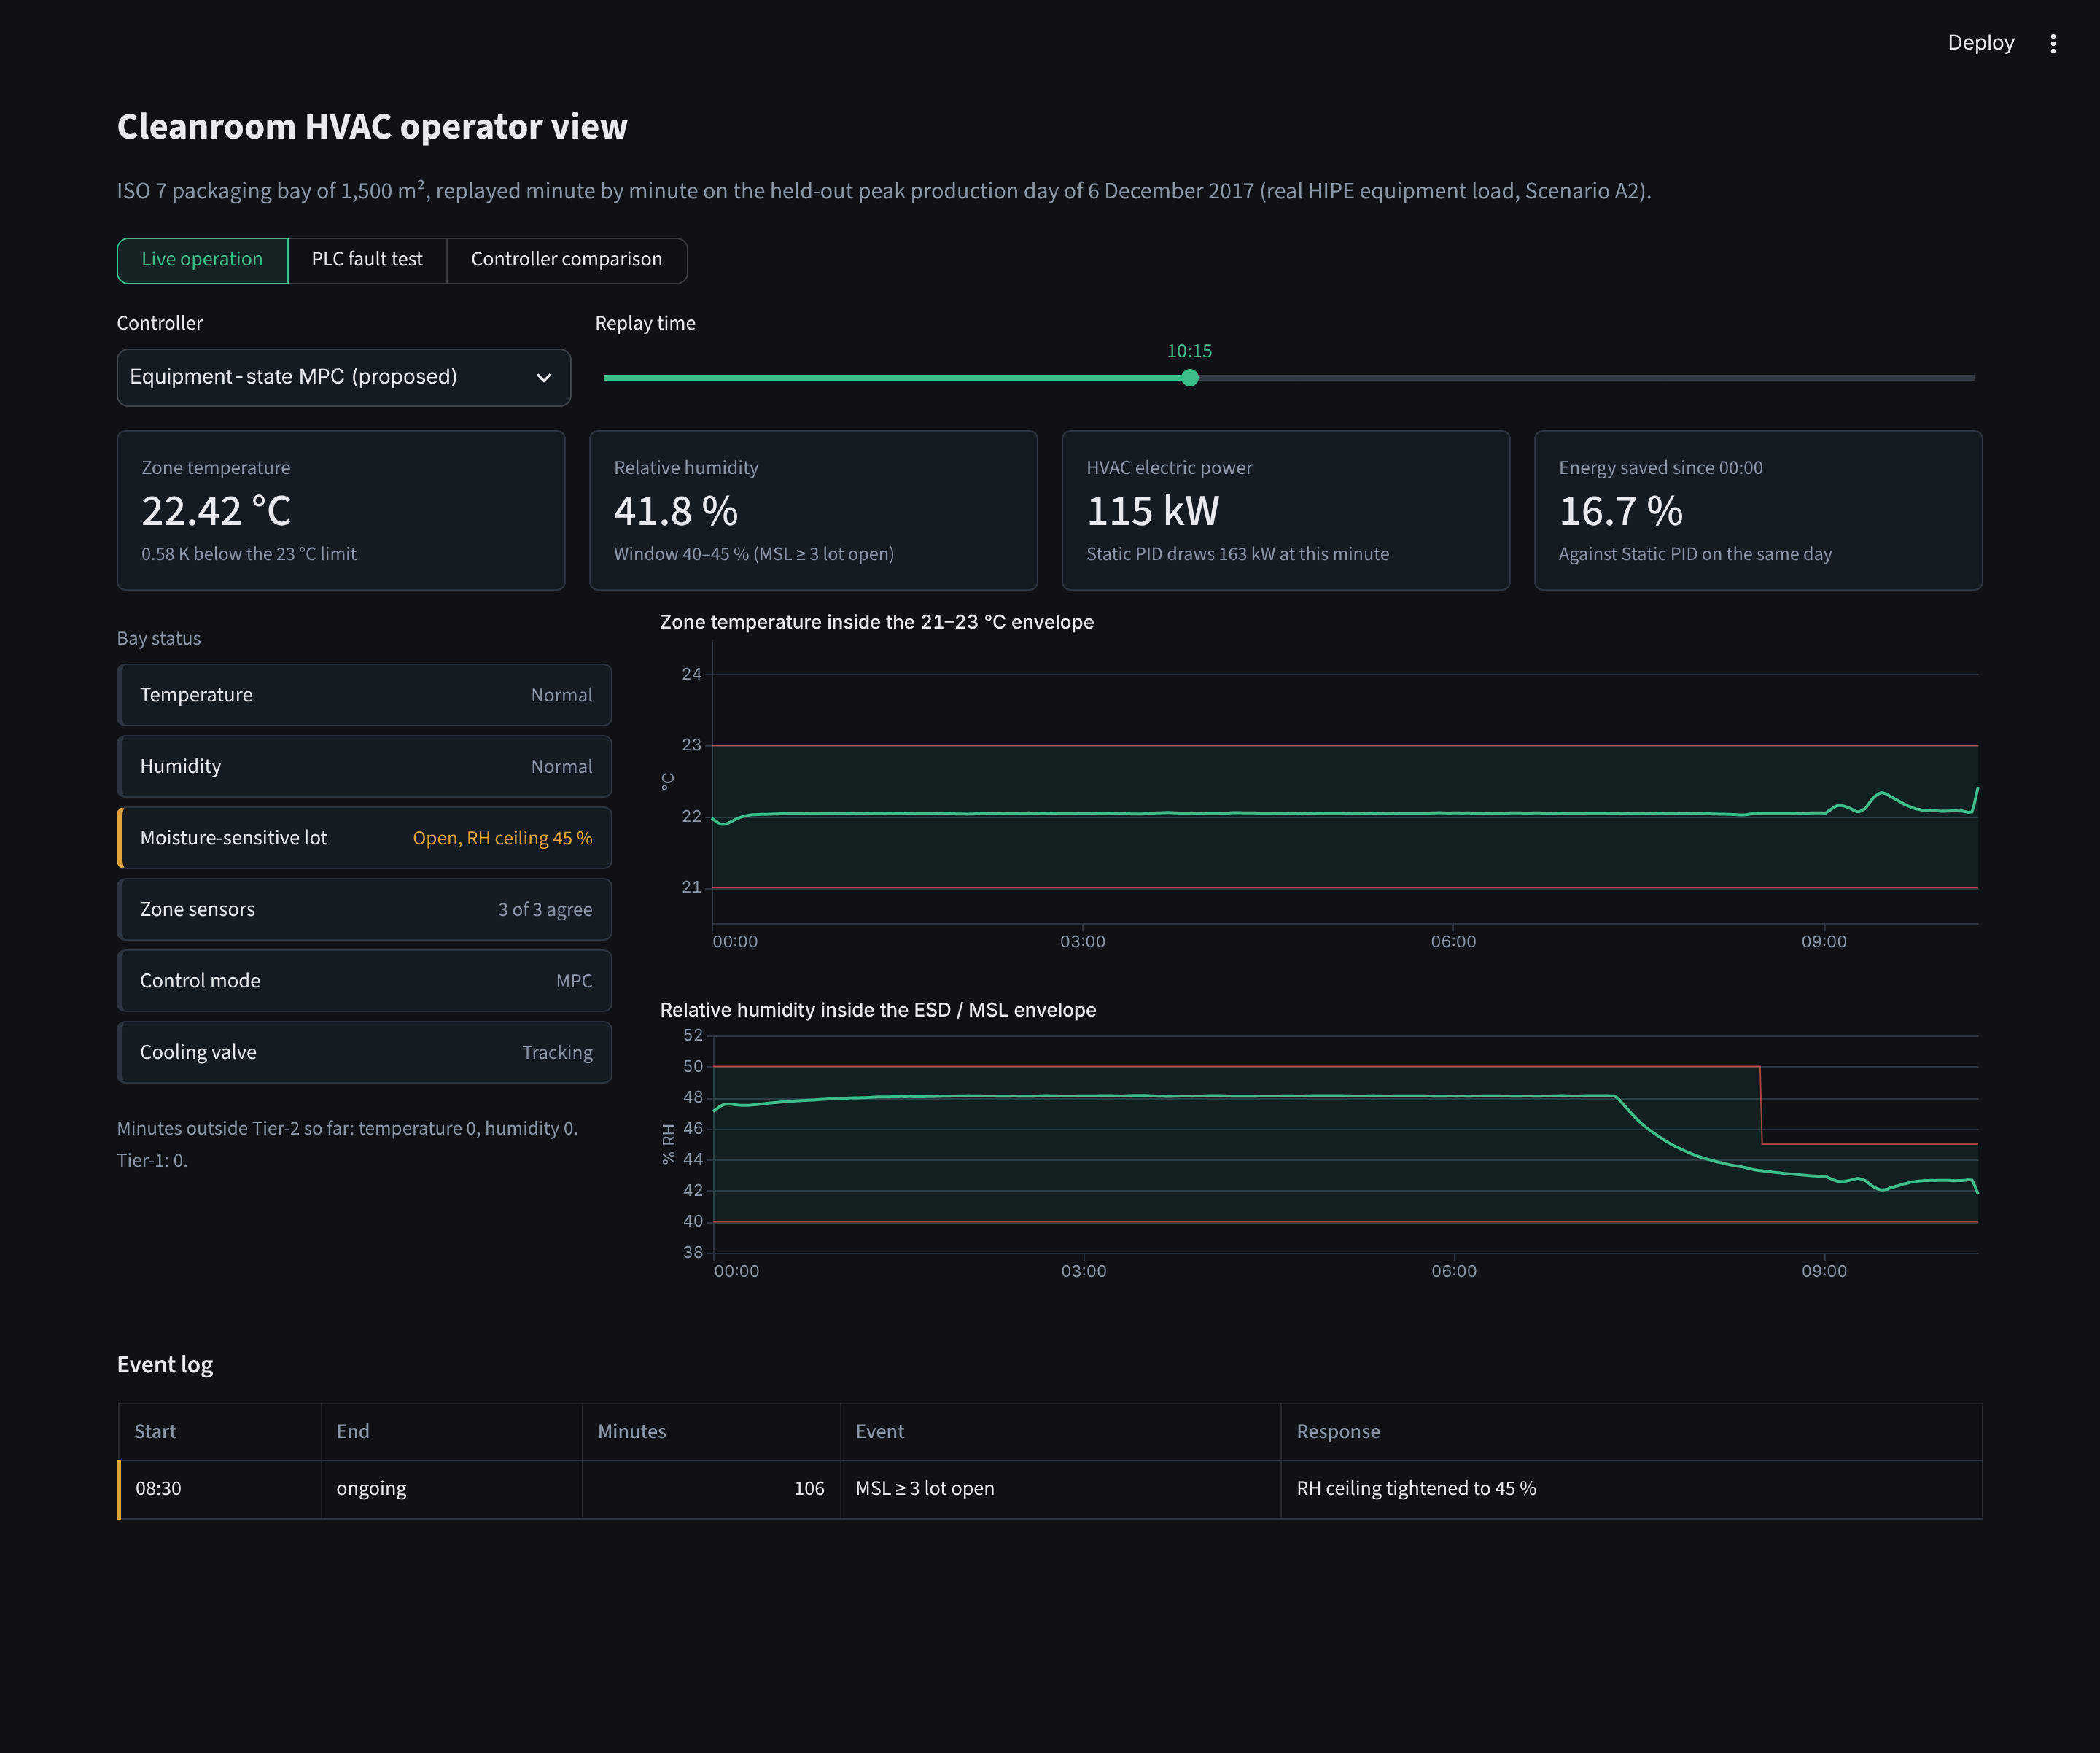 Deploy
Cleanroom HVAC operator view
ISO 7 packaging bay of 1,500 m², replayed minute by minute on the held-out peak production day of 6 December 2017 (real HIPE equipment load, Scenario A2).
Live operation
PLC fault test
Controller comparison
Controller
Replay time
10:15
Equipment-state MPC (proposed)
Zone temperature
22.42 °C
0.58 K below the 23 °C limit
Relative humidity
41.8 %
Window 40–45 % (MSL ≥ 3 lot open)
HVAC electric power
115 kW
Static PID draws 163 kW at this minute
Energy saved since 00:00
16.7 %
Against Static PID on the same day
Bay status
Temperature Normal
Humidity Normal
Moisture-sensitive lot Open, RH ceiling 45 %
Zone sensors 3 of 3 agree
Control mode MPC
Cooling valve Tracking
Minutes outside Tier-2 so far: temperature 0, humidity 0.
Tier-1: 0.
Zone temperature inside the 21–23 °C envelope
24
23
°C
22
21
00:00 03:00 06:00 09:00
Relative humidity inside the ESD / MSL envelope
52
50
48
46
% RH
44
42
40
38
00:00 03:00 06:00 09:00
Event log
Start End Minutes Event Response
08:30 ongoing 106 MSL ≥ 3 lot open RH ceiling tightened to 45 %